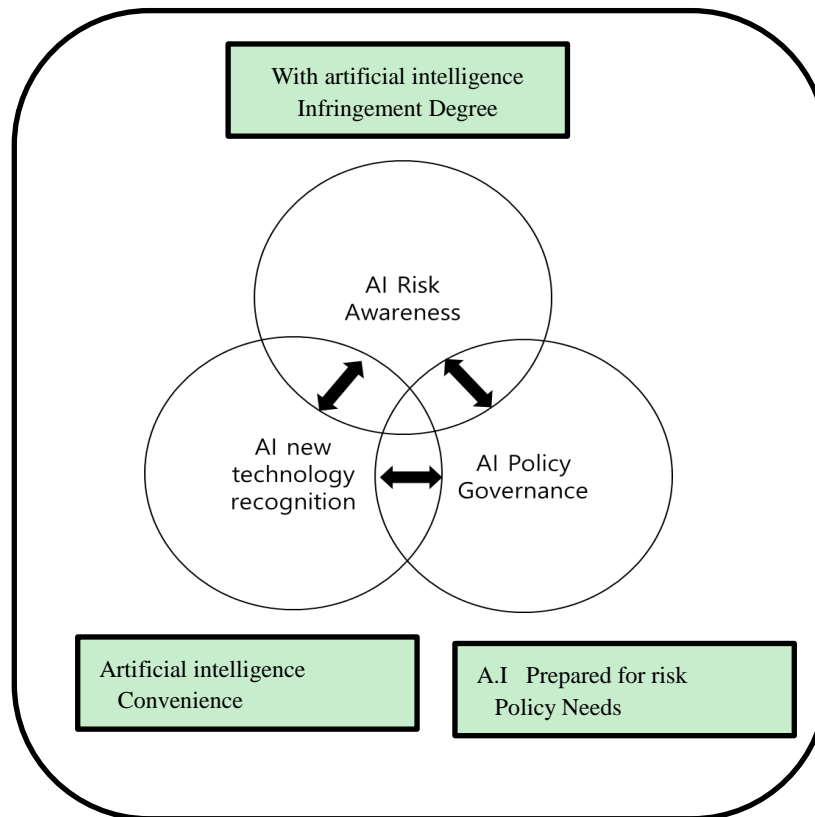 With artificial intelligence
Infringement Degree
AI Risk
Awareness
AI new
technology
recognition
AI Policy
Governance
Artificial intelligence
Convenience
A.I Prepared for risk
Policy Needs